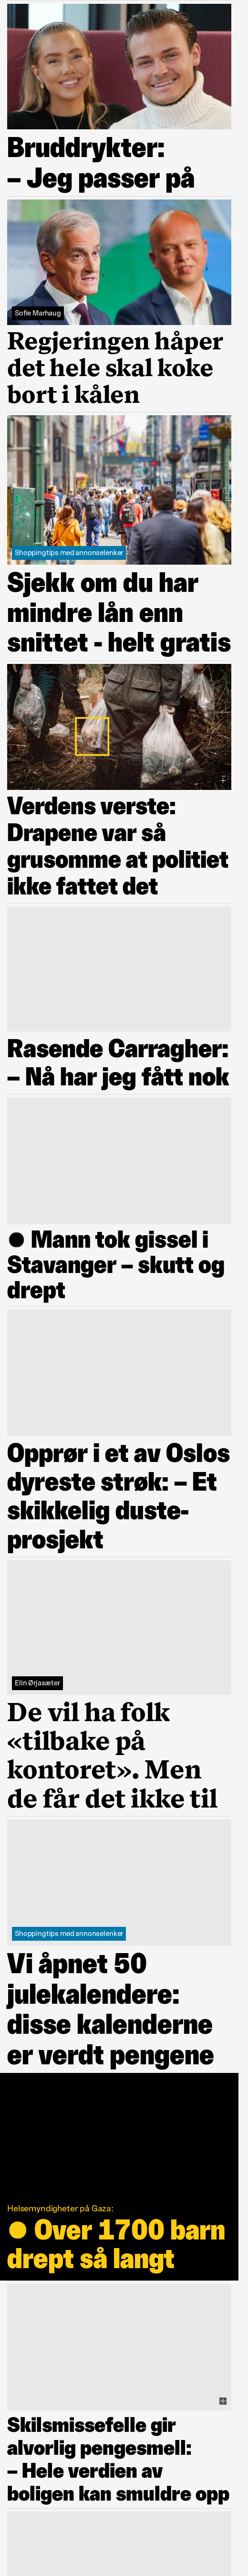 Bruddrykter:
– Jeg passer på
Sofie Marhaug
Regjeringen håper
det hele skal koke
bort i kålen
Shoppingtips med annonselenker
Sjekk om du har
mindre lån enn
snittet - helt gratis
Verdens verste:
Drapene var så
grusomme at politiet
ikke fattet det
Rasende Carragher:
– Nå har jeg fått nok
● Mann tok gissel i
Stavanger – skutt og
drept
Opprør i et av Oslos
dyreste strøk: – Et
skikkelig duste-
prosjekt
Elin Ørjasæter
De vil ha folk
«tilbake på
kontoret». Men
de får det ikke til
Shoppingtips med annonselenker
Vi åpnet 50
julekalendere:
disse kalenderne
er verdt pengene
Helsemyndigheter på Gaza:
● Over 1700 barn
drept så langt
Skilsmissefelle gir
alvorlig pengesmell:
– Hele verdien av
boligen kan smuldre opp